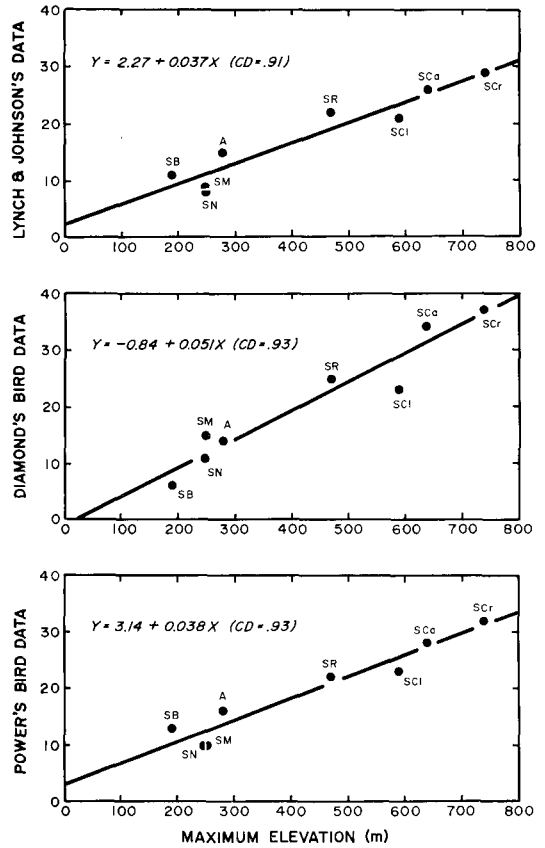 LYNCH & JOHNSON'S DATA
40
30
20
10
0
Y = 2.27 + 0.037X (CD=.91)
SB
A
SM
SN
SR
SCa
SCl
SCr
0 100 200 300 400 500 600 700 800
DIAMOND'S BIRD DATA
40
30
20
10
0
Y = -0.84 + 0.051X (CD=.93)
SCa
SCr
SR
SCl
SM
A
SN
SB
0 100 200 300 400 500 600 700 800
POWER'S BIRD DATA
40
30
20
10
0
Y = 3.14 + 0.038X (CD=.93)
SCr
SCa
SR
SCl
SB
A
SN
SM
0 100 200 300 400 500 600 700 800
MAXIMUM ELEVATION (m)